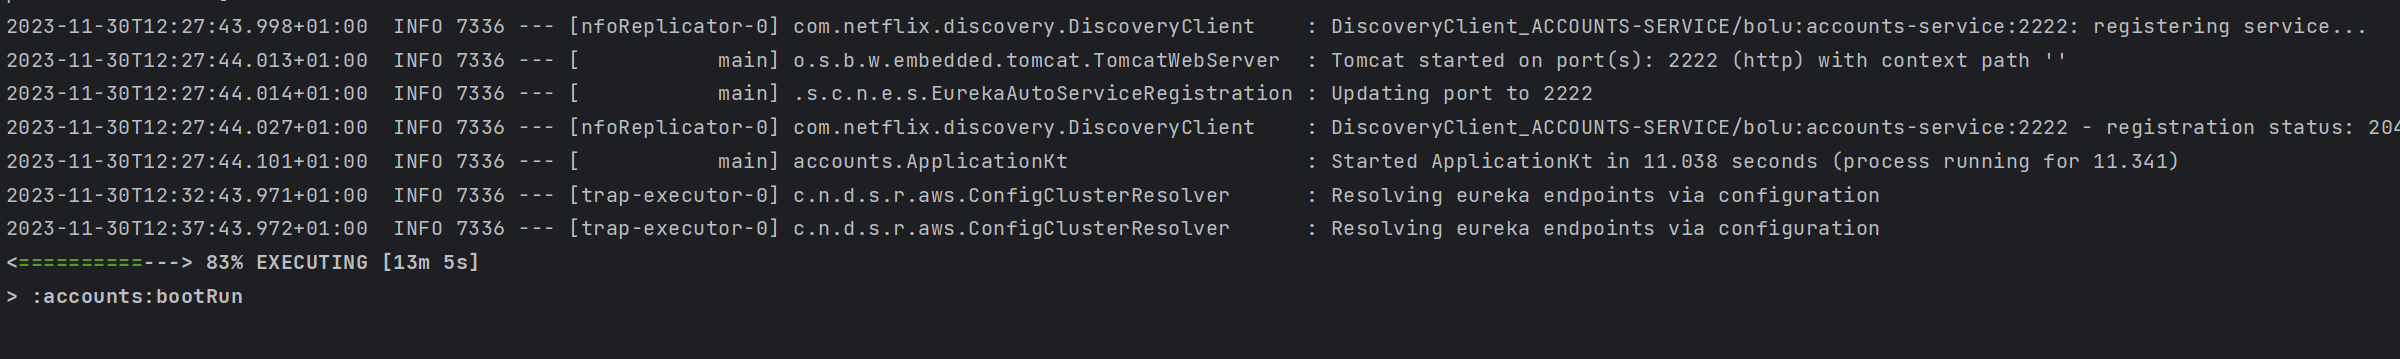 2023-11-30T12:27:43.998+01:00  INFO 7336 --- [nfoReplicator-0] com.netflix.discovery.DiscoveryClient    : DiscoveryClient_ACCOUNTS-SERVICE/bolu:accounts-service:2222: registering service...
2023-11-30T12:27:44.013+01:00  INFO 7336 --- [           main] o.s.b.w.embedded.tomcat.TomcatWebServer  : Tomcat started on port(s): 2222 (http) with context path ''
2023-11-30T12:27:44.014+01:00  INFO 7336 --- [           main] .s.c.n.e.s.EurekaAutoServiceRegistration : Updating port to 2222
2023-11-30T12:27:44.027+01:00  INFO 7336 --- [nfoReplicator-0] com.netflix.discovery.DiscoveryClient    : DiscoveryClient_ACCOUNTS-SERVICE/bolu:accounts-service:2222 - registration status: 204
2023-11-30T12:27:44.101+01:00  INFO 7336 --- [           main] accounts.ApplicationKt                   : Started ApplicationKt in 11.038 seconds (process running for 11.341)
2023-11-30T12:32:43.971+01:00  INFO 7336 --- [trap-executor-0] c.n.d.s.r.aws.ConfigClusterResolver      : Resolving eureka endpoints via configuration
2023-11-30T12:37:43.972+01:00  INFO 7336 --- [trap-executor-0] c.n.d.s.r.aws.ConfigClusterResolver      : Resolving eureka endpoints via configuration
<==========---> 83% EXECUTING [13m 5s]
> :accounts:bootRun